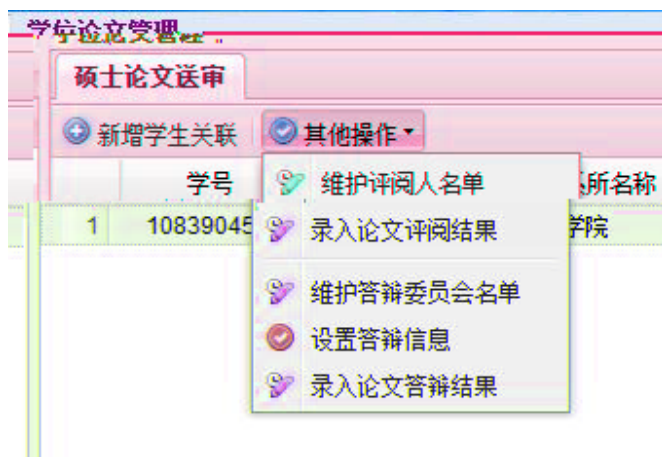 学位论文管理
硕士论文送审
新增学生关联 其他操作
学号 所名称
1 10839045 学院
维护评阅人名单
录入论文评阅结果
维护答辩委员会名单
设置答辩信息
录入论文答辩结果